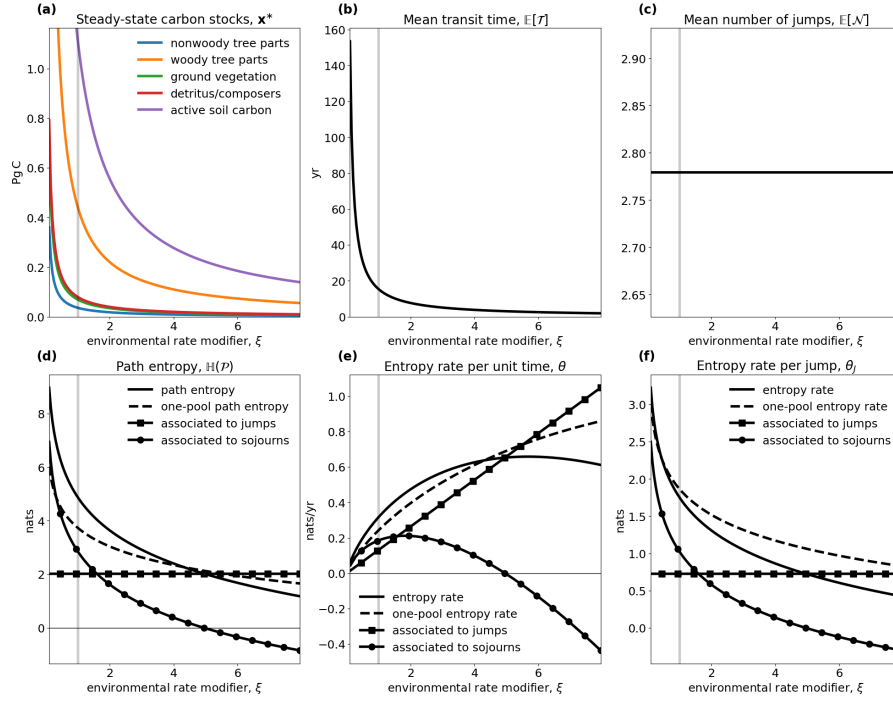 (a)
Steady-state carbon stocks, x*
1.0
0.8
0.6
0.4
0.2
0.0
Pg C
nonwoody tree parts
woody tree parts
ground vegetation
detritus/composers
active soil carbon
2
4
6
environmental rate modifier, ξ
(b)
Mean transit time, 𝔼[𝒯]
160
140
120
100
80
60
40
20
0
yr
2
4
6
environmental rate modifier, ξ
(c)
Mean number of jumps, 𝔼[𝒩]
2.90
2.85
2.80
2.75
2.70
2.65
2
4
6
environmental rate modifier, ξ
(d)
Path entropy, ℍ(𝒫)
8
6
4
2
0
nats
path entropy
one-pool path entropy
associated to jumps
associated to sojourns
2
4
6
environmental rate modifier, ξ
(e)
Entropy rate per unit time, θ
1.0
0.8
0.6
0.4
0.2
0.0
−0.2
−0.4
nats/yr
entropy rate
one-pool entropy rate
associated to jumps
associated to sojourns
2
4
6
8
environmental rate modifier, ξ
(f)
Entropy rate per jump, θ_J
3.0
2.5
2.0
1.5
1.0
0.5
0.0
nats
entropy rate
one-pool entropy rate
associated to jumps
associated to sojourns
2
4
6
environmental rate modifier, ξ